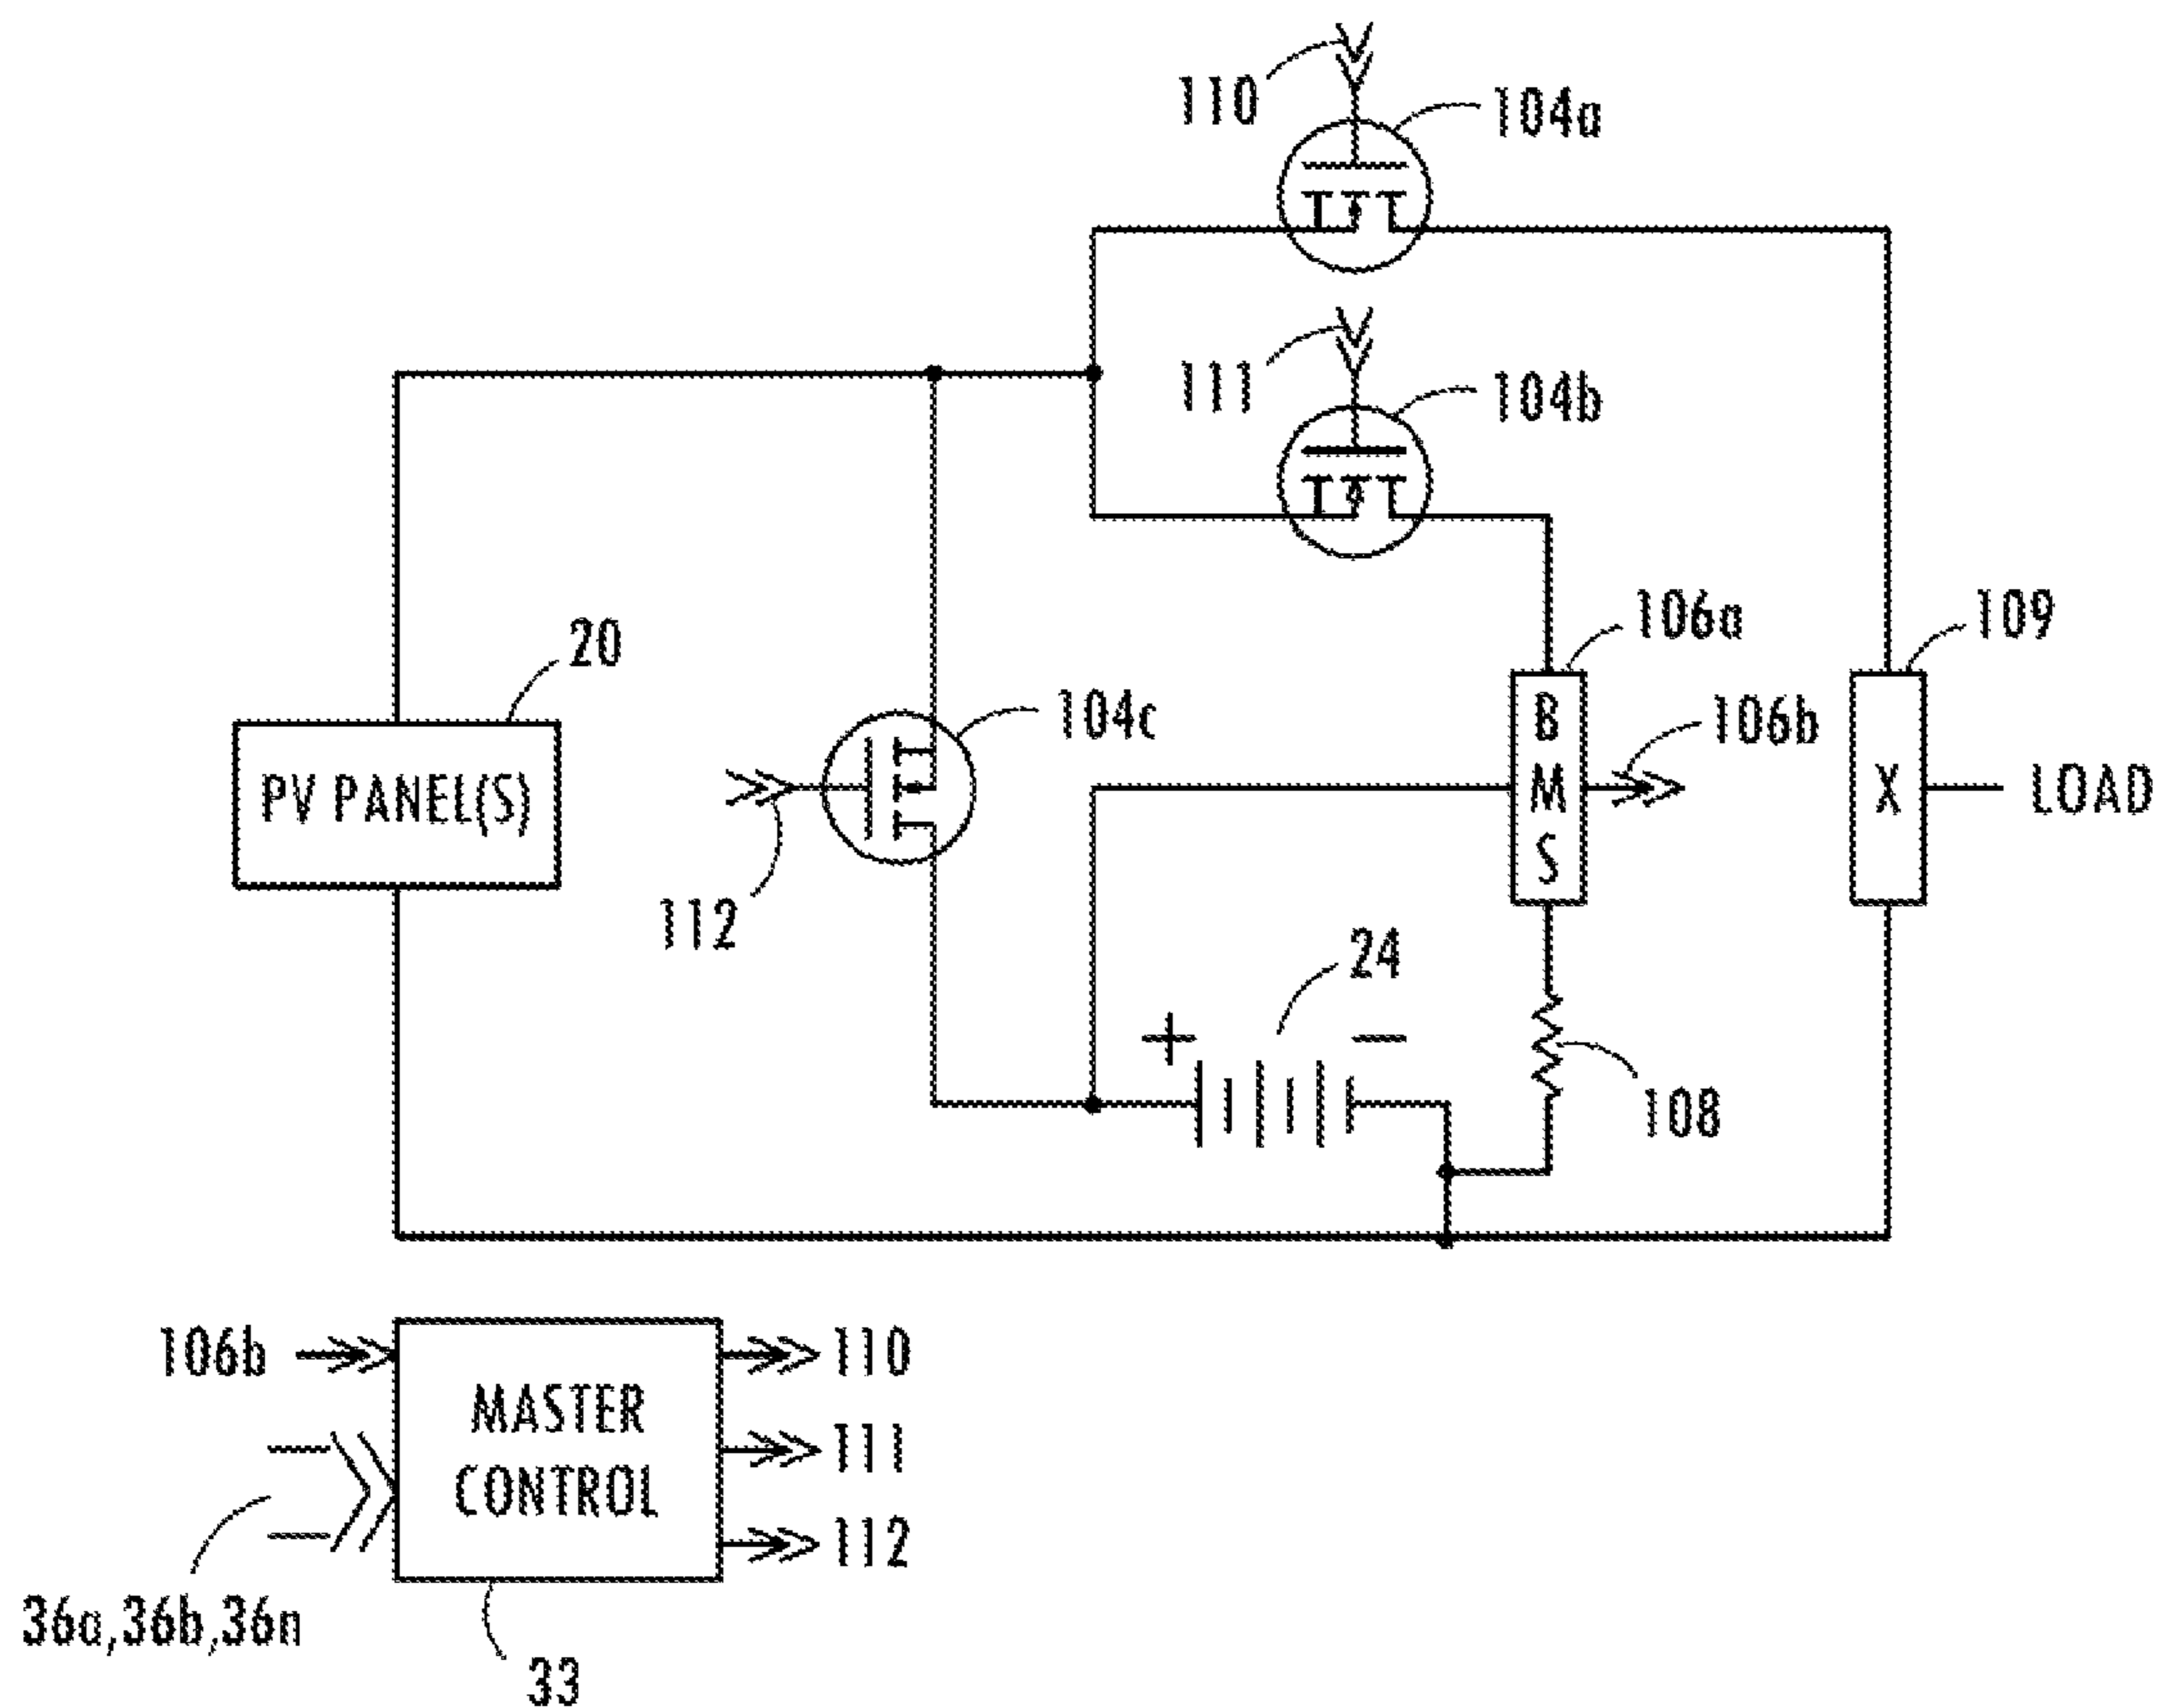 110
104a
111
104b
20
106a
109
104c
106b
PV PANEL(S)
B
M
S
X
LOAD
112
24
+
−
108
106b
110
MASTER
CONTROL
111
112
36a,36b,36n
33